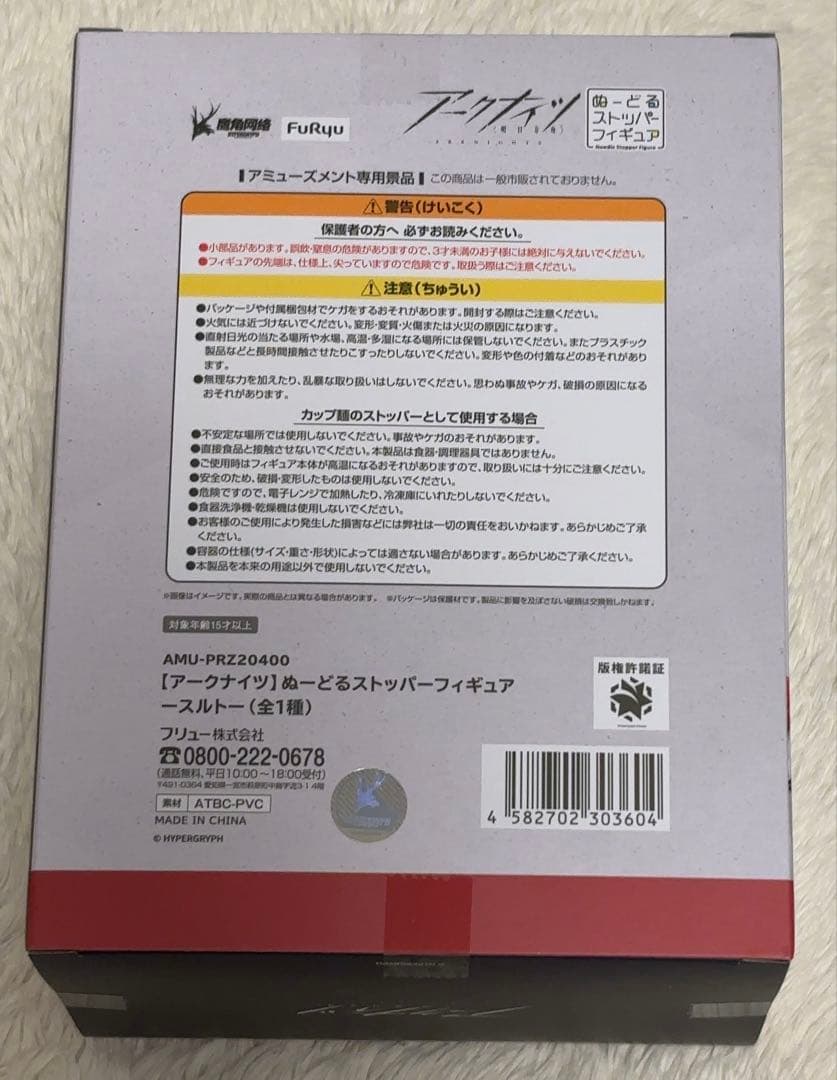 鷹角网络
HYPERGRYPH
FuRyu
アークナイツ
ぬーどる
ストッパー
フィギュア
Noodle Stopper Figure
アミューズメント専用景品 この商品は一般市販されておりません。
警告(けいこく)
保護者の方へ 必ずお読みください。
●小部品があります。誤飲・窒息の危険がありますので、3才未満のお子様には絶対に与えないでください。
●フィギュアの先端は、仕様上、尖っていますので危険です。取扱う際はご注意ください。
注意(ちゅうい)
●パッケージや付属梱包材でケガをするおそれがあります。開封する際はご注意ください。
●火気には近づけないでください。変形・変質・火傷または火災の原因になります。
●直射日光の当たる場所や水場、高温・多湿になる場所には保管しないでください。またプラスチック
製品などと長時間接触させたりこすったりしないでください。変形や色の付着などのおそれがあり
ます。
●無理な力を加えたり、乱暴な取り扱いはしないでください。思わぬ事故やケガ、破損の原因になる
おそれがあります。
カップ麺のストッパーとして使用する場合
●不安定な場所では使用しないでください。事故やケガのおそれがあります。
●直接食品と接触させないでください。本製品は食器・調理器具ではありません。
●ご使用時はフィギュア本体が高温になるおそれがありますので、取り扱いには十分にご注意ください。
●安全のため、破損・変形したものは使用しないでください。
●危険ですので、電子レンジで加熱したり、冷凍庫にいれたりしないでください。
●食器洗浄機・乾燥機は使用しないでください。
●お客様のご使用により発生した損害などには弊社は一切の責任をおいかねます。あらかじめご了承
ください。
●容器の仕様(サイズ・重さ・形状)によっては適さない場合があります。あらかじめご了承ください。
●本製品を本来の用途以外で使用しないでください。
※画像はイメージです。実際の商品とは異なる場合があります。 ※パッケージは保護材です。製品に影響を及ぼさない破損は交換致しかねます。
対象年齢15才以上
AMU-PRZ20400
【アークナイツ】ぬーどるストッパーフィギュア
ースルトー(全1種)
フリュー株式会社
☎0800-222-0678
(通話無料、平日10:00～18:00受付)
〒491-0364 愛知県一宮市萩原町中島字流3-1 4階
素材 ATBC-PVC
MADE IN CHINA
© HYPERGRYPH
版権許諾証
4 582702 303604